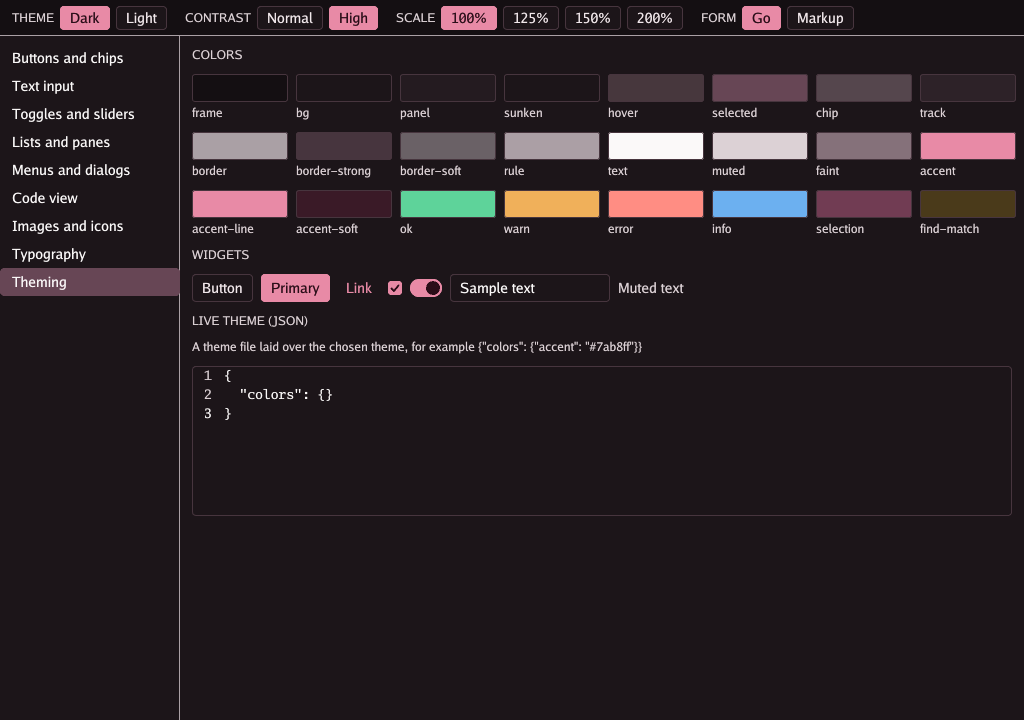 THEME Dark Light CONTRAST Normal High SCALE 100% 125% 150% 200% FORM Go Markup
Buttons and chips
Text input
Toggles and sliders
Lists and panes
Menus and dialogs
Code view
Images and icons
Typography
Theming
COLORS
frame bg panel sunken hover selected chip track
border border-strong border-soft rule text muted faint accent
accent-line accent-soft ok warn error info selection find-match
WIDGETS
Button Primary Link Sample text Muted text
LIVE THEME (JSON)
A theme file laid over the chosen theme, for example {"colors": {"accent": "#7ab8ff"}}
1 {
2 "colors": {}
3 }